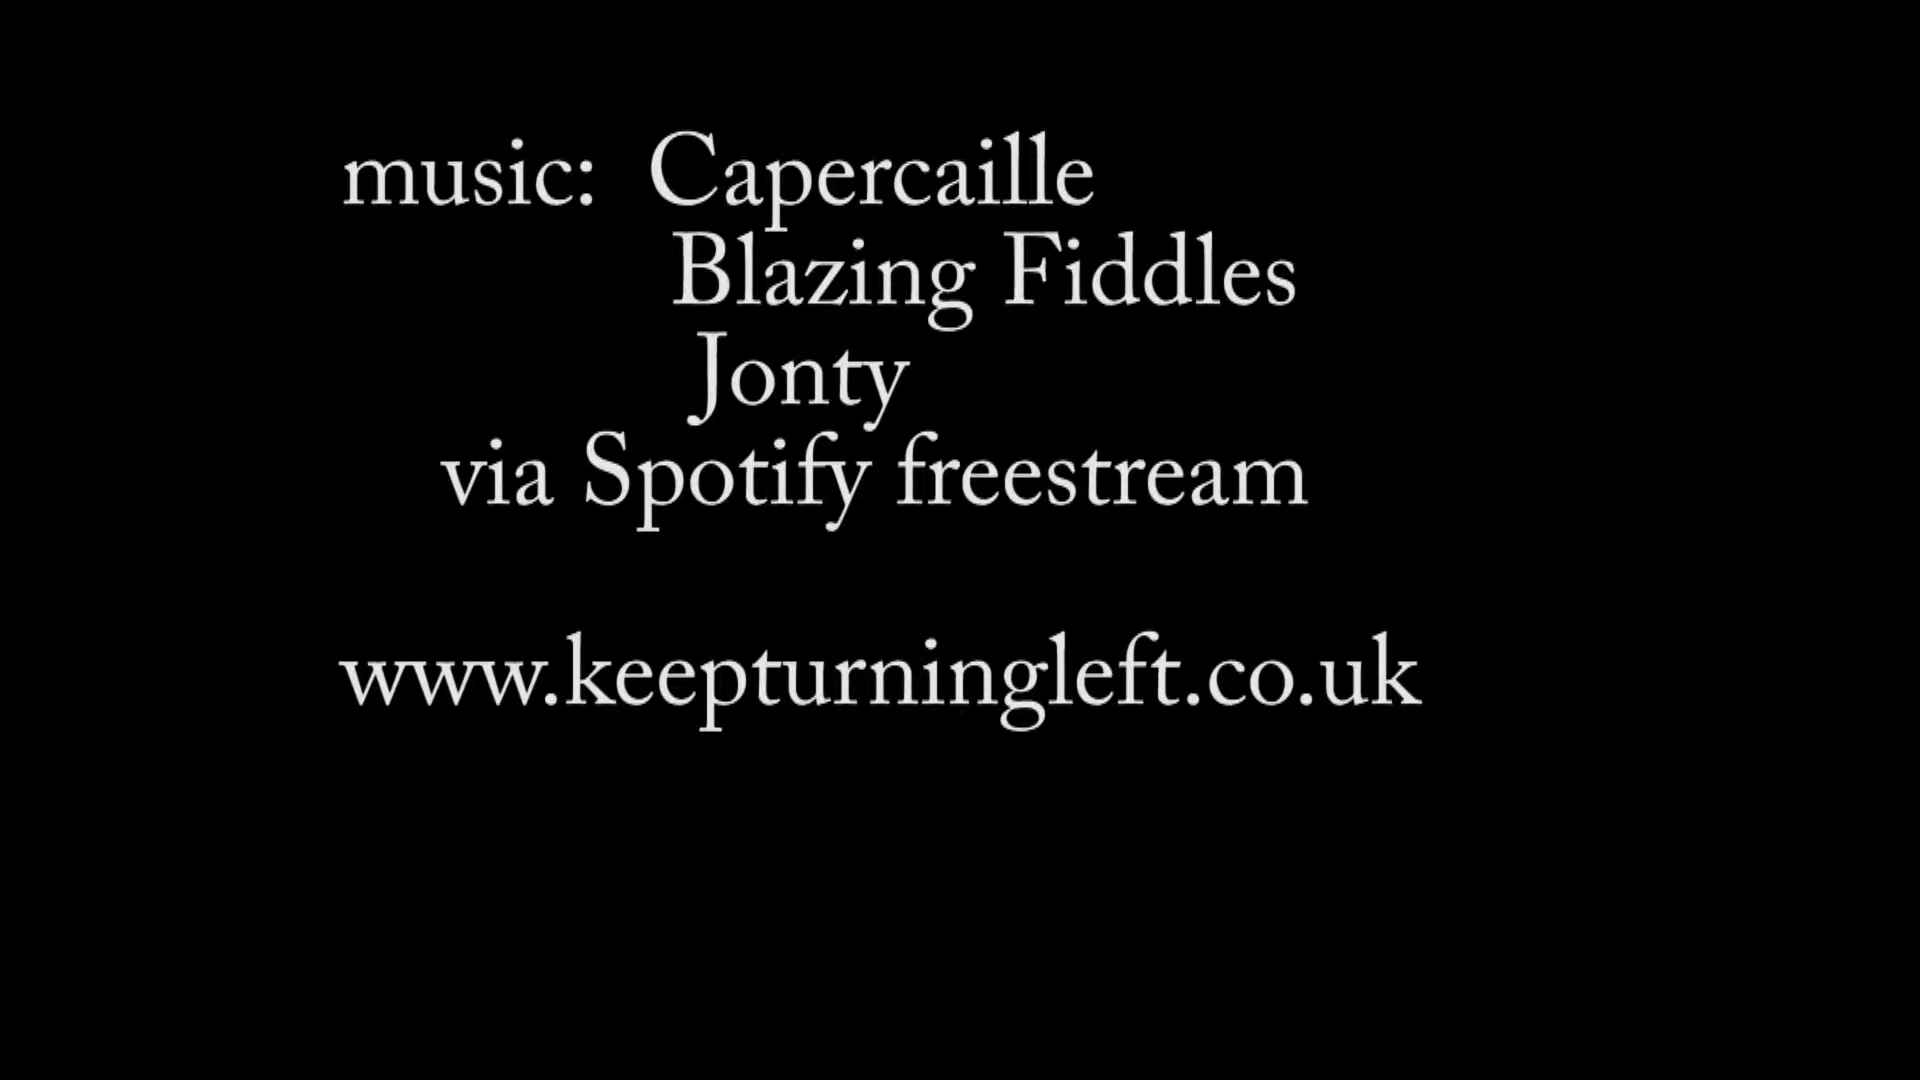 music: Capercaille
Blazing Fiddles
Jonty
via Spotify freestream
www.keepturningleft.co.uk